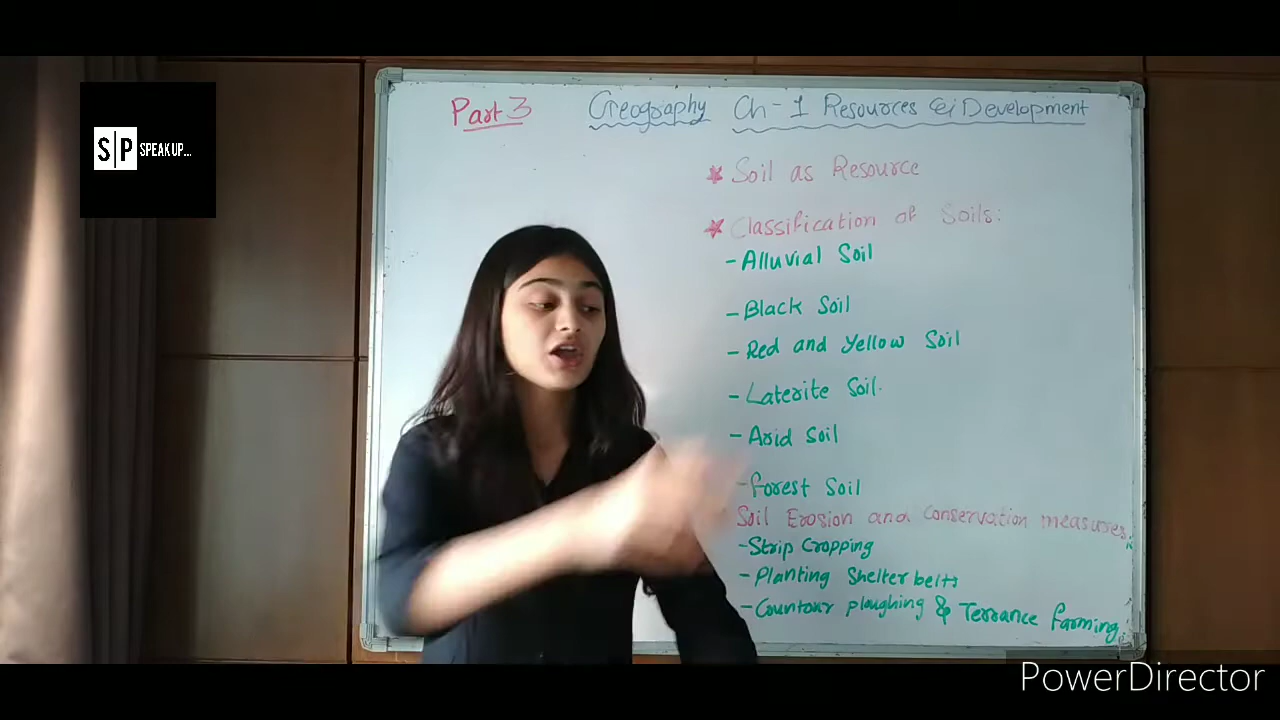 S|P SPEAK UP...
Part 3 Geography Ch-1 Resources & Development
Soil as Resource
Classification of Soils:
- Alluvial Soil
- Black Soil
- Red and Yellow Soil
- Laterite Soil.
- Arid Soil
- Forest Soil
Soil Erosion and Conservation measures:
- Strip Cropping
- Planting Shelter belts
- Countour ploughing & Terrance farming
PowerDirector